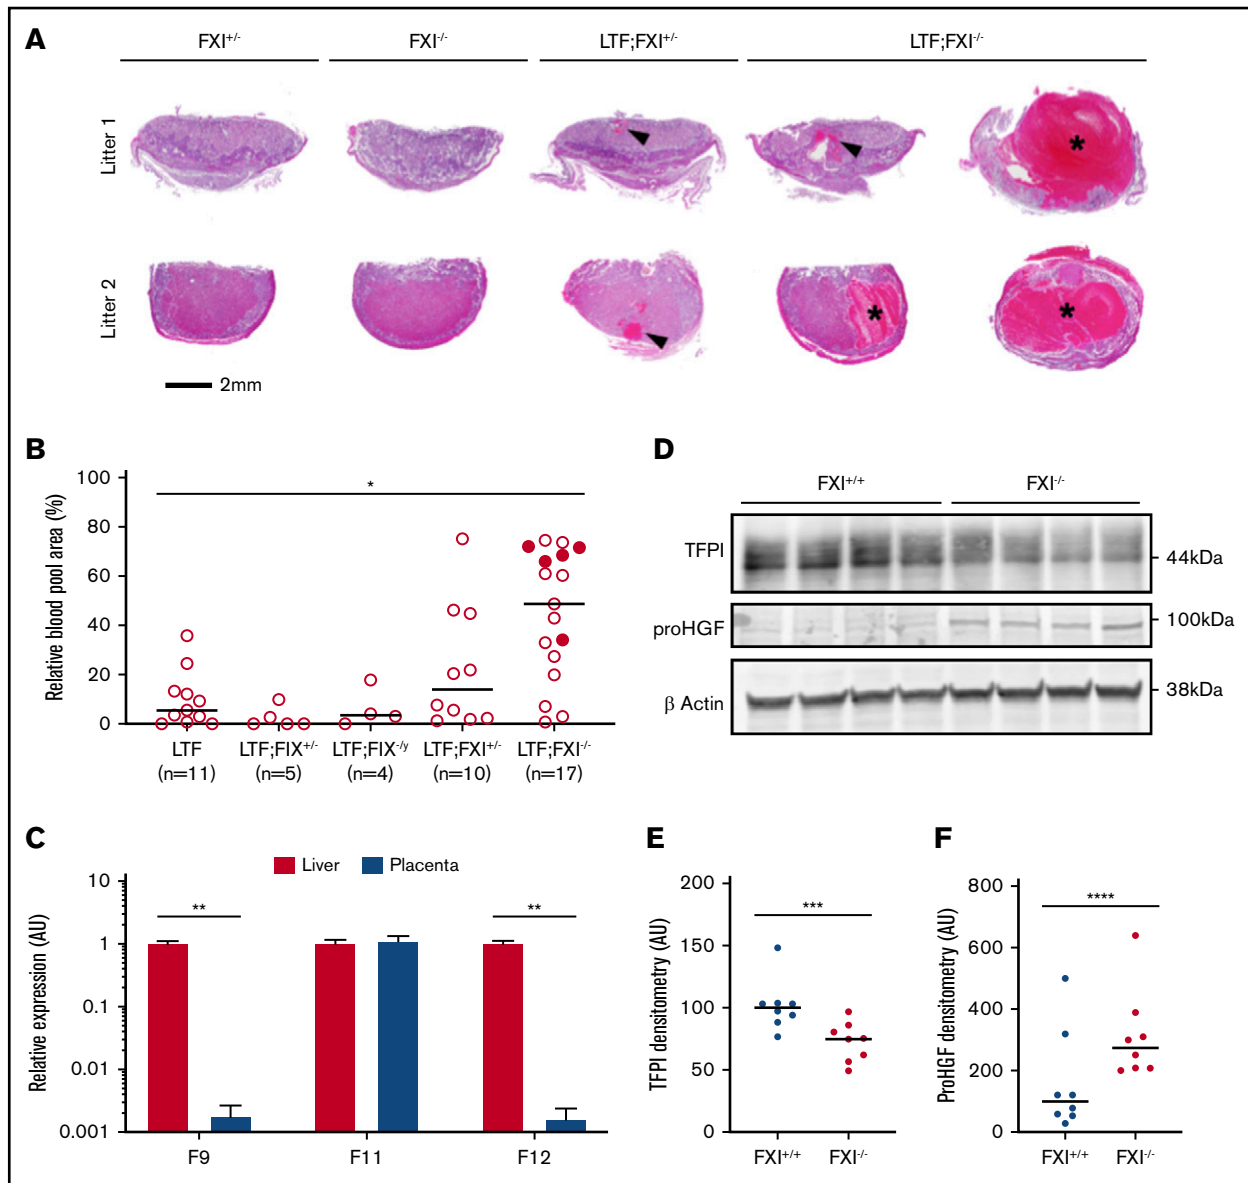 A
FXI+/-
FXI-/-
LTF;FXI+/-
LTF;FXI-/-
Litter 1
*
Litter 2
*
*
2mm
B
Relative blood pool area (%)
100
80
60
40
20
0
*
LTF
(n=11)
LTF;FIX+/-
(n=5)
LTF;FIX-/y
(n=4)
LTF;FXI+/-
(n=10)
LTF;FXI-/-
(n=17)
D
FXI+/+
FXI-/-
TFPI
44kDa
proHGF
100kDa
β Actin
38kDa
C
Liver
Placenta
Relative expression (AU)
10
1
0.1
0.01
0.001
**
**
F9
F11
F12
E
TFPI densitometry (AU)
200
150
100
50
0
***
FXI+/+
FXI-/-
F
ProHGF densitometry (AU)
800
600
400
200
0
****
FXI+/+
FXI-/-